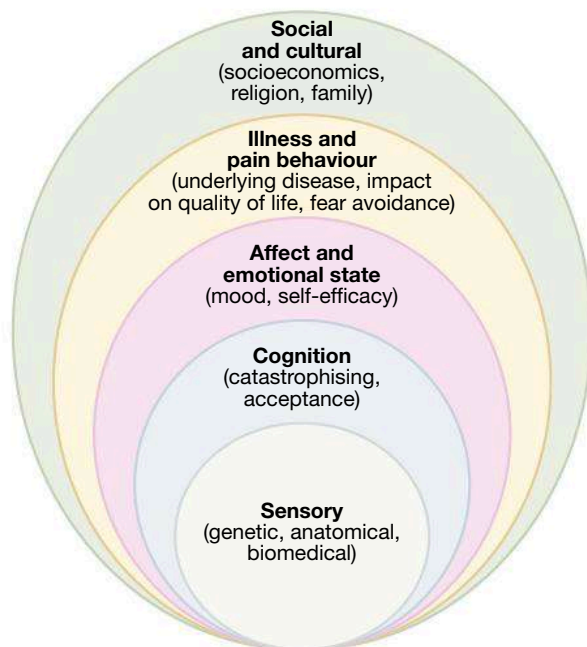 Social
and cultural
(socioeconomics,
religion, family)
Illness and
pain behaviour
(underlying disease, impact
on quality of life, fear avoidance)
Affect and
emotional state
(mood, self-efficacy)
Cognition
(catastrophising,
acceptance)
Sensory
(genetic, anatomical,
biomedical)